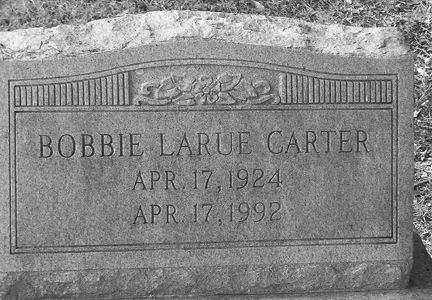 BOBBIE LARUE CARTER
APR. 17, 1924
APR. 17, 1992